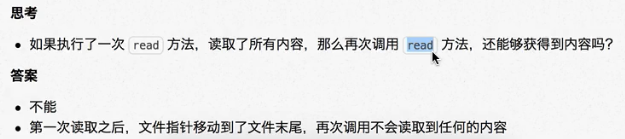 思考
如果执行了一次 read 方法，读取了所有内容，那么再次调用 read 方法，还能够获得到内容吗？
答案
不能
第一次读取之后，文件指针移动到了文件末尾，再次调用不会读取到任何的内容